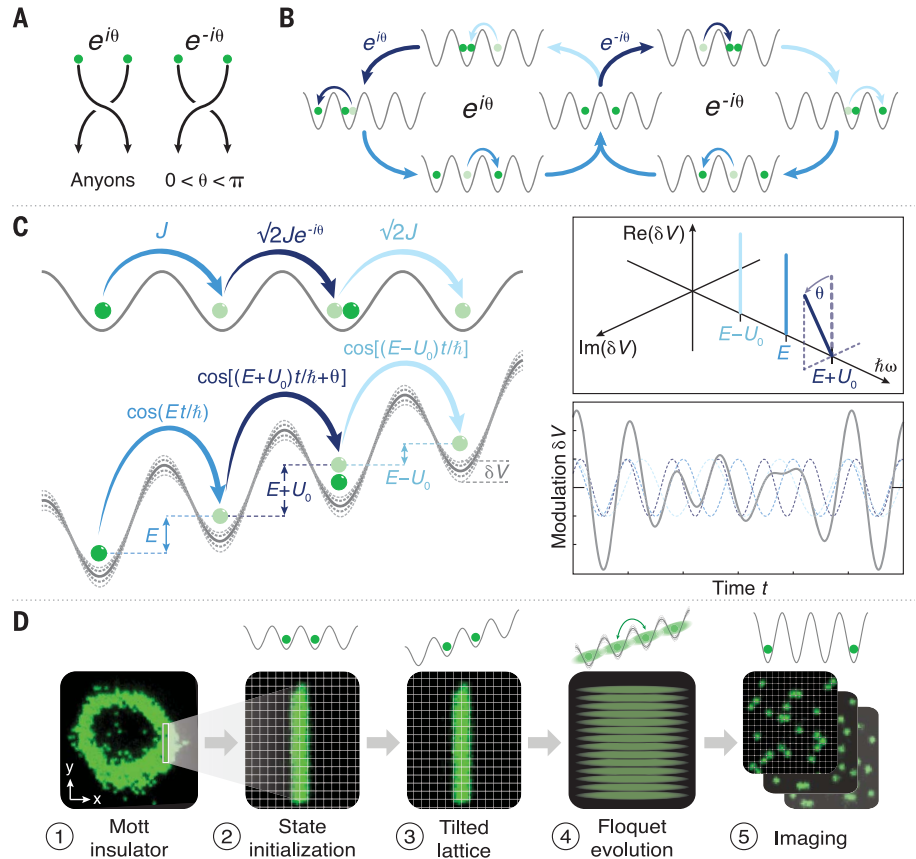 A
e^{iθ}
e^{-iθ}
Anyons
0 < θ < π
B
e^{iθ}
e^{-iθ}
e^{iθ}
e^{-iθ}
C
J
√2Je^{-iθ}
√2J
cos(Et/ħ)
cos[(E+U₀)t/ħ+θ]
cos[(E−U₀)t/ħ]
E
E+U₀
E−U₀
δV
Re(δV)
Im(δV)
θ
E−U₀
E
E+U₀
ħω
Modulation δV
Time t
D
y
x
1 Mott insulator
2 State initialization
3 Tilted lattice
4 Floquet evolution
5 Imaging